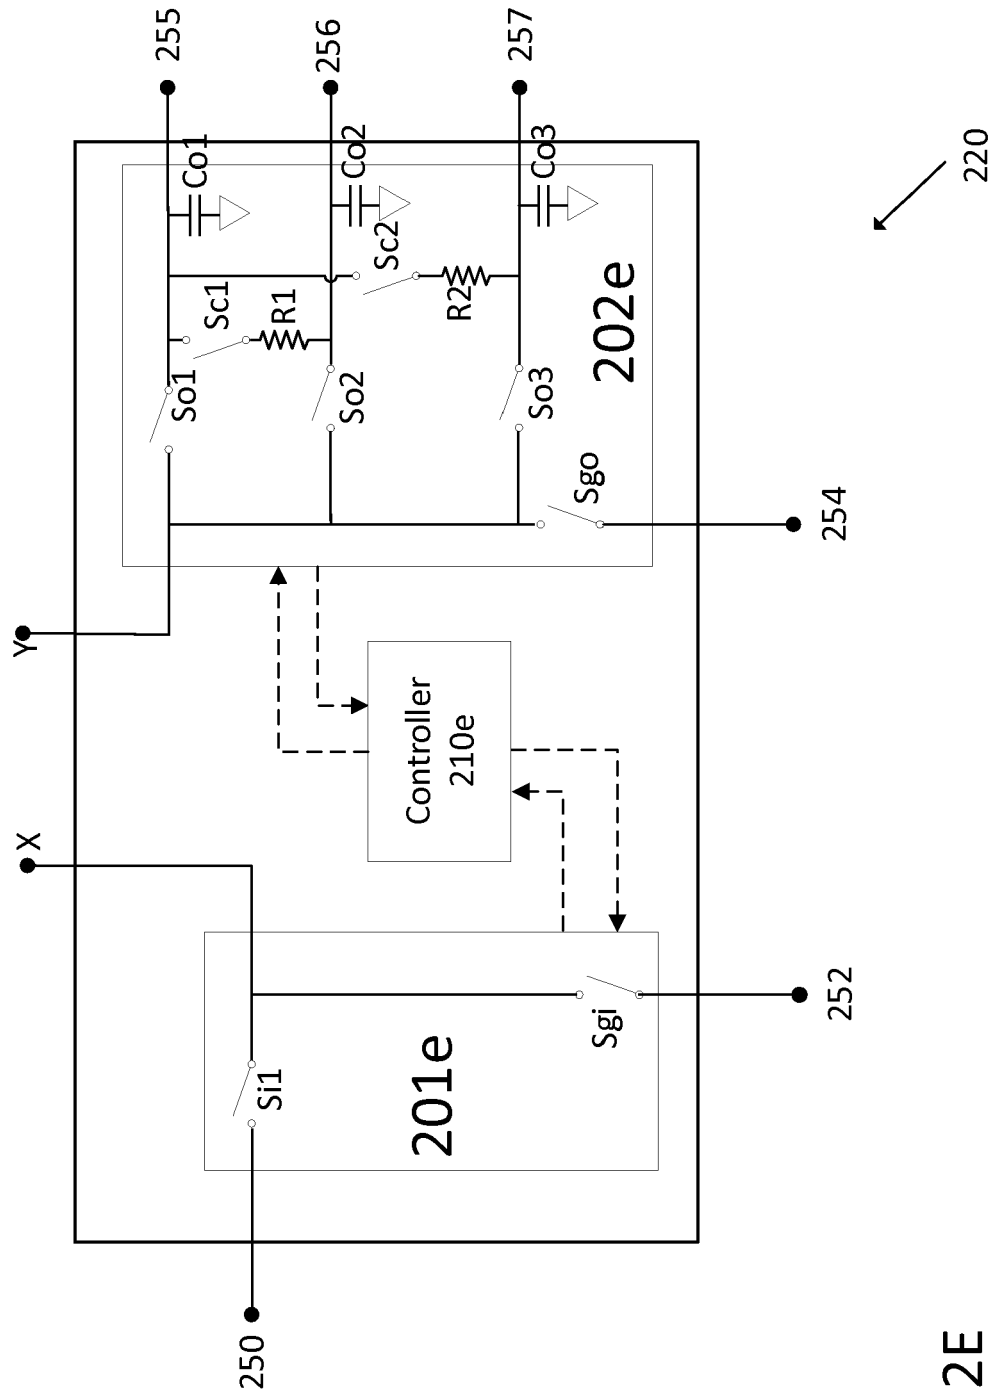 X
Y
250
Si1
201e
Sgi
252
Controller
210e
So1
So2
So3
Sgo
254
Sc1
R1
Sc2
R2
Co1
Co2
Co3
202e
255
256
257
220
2E